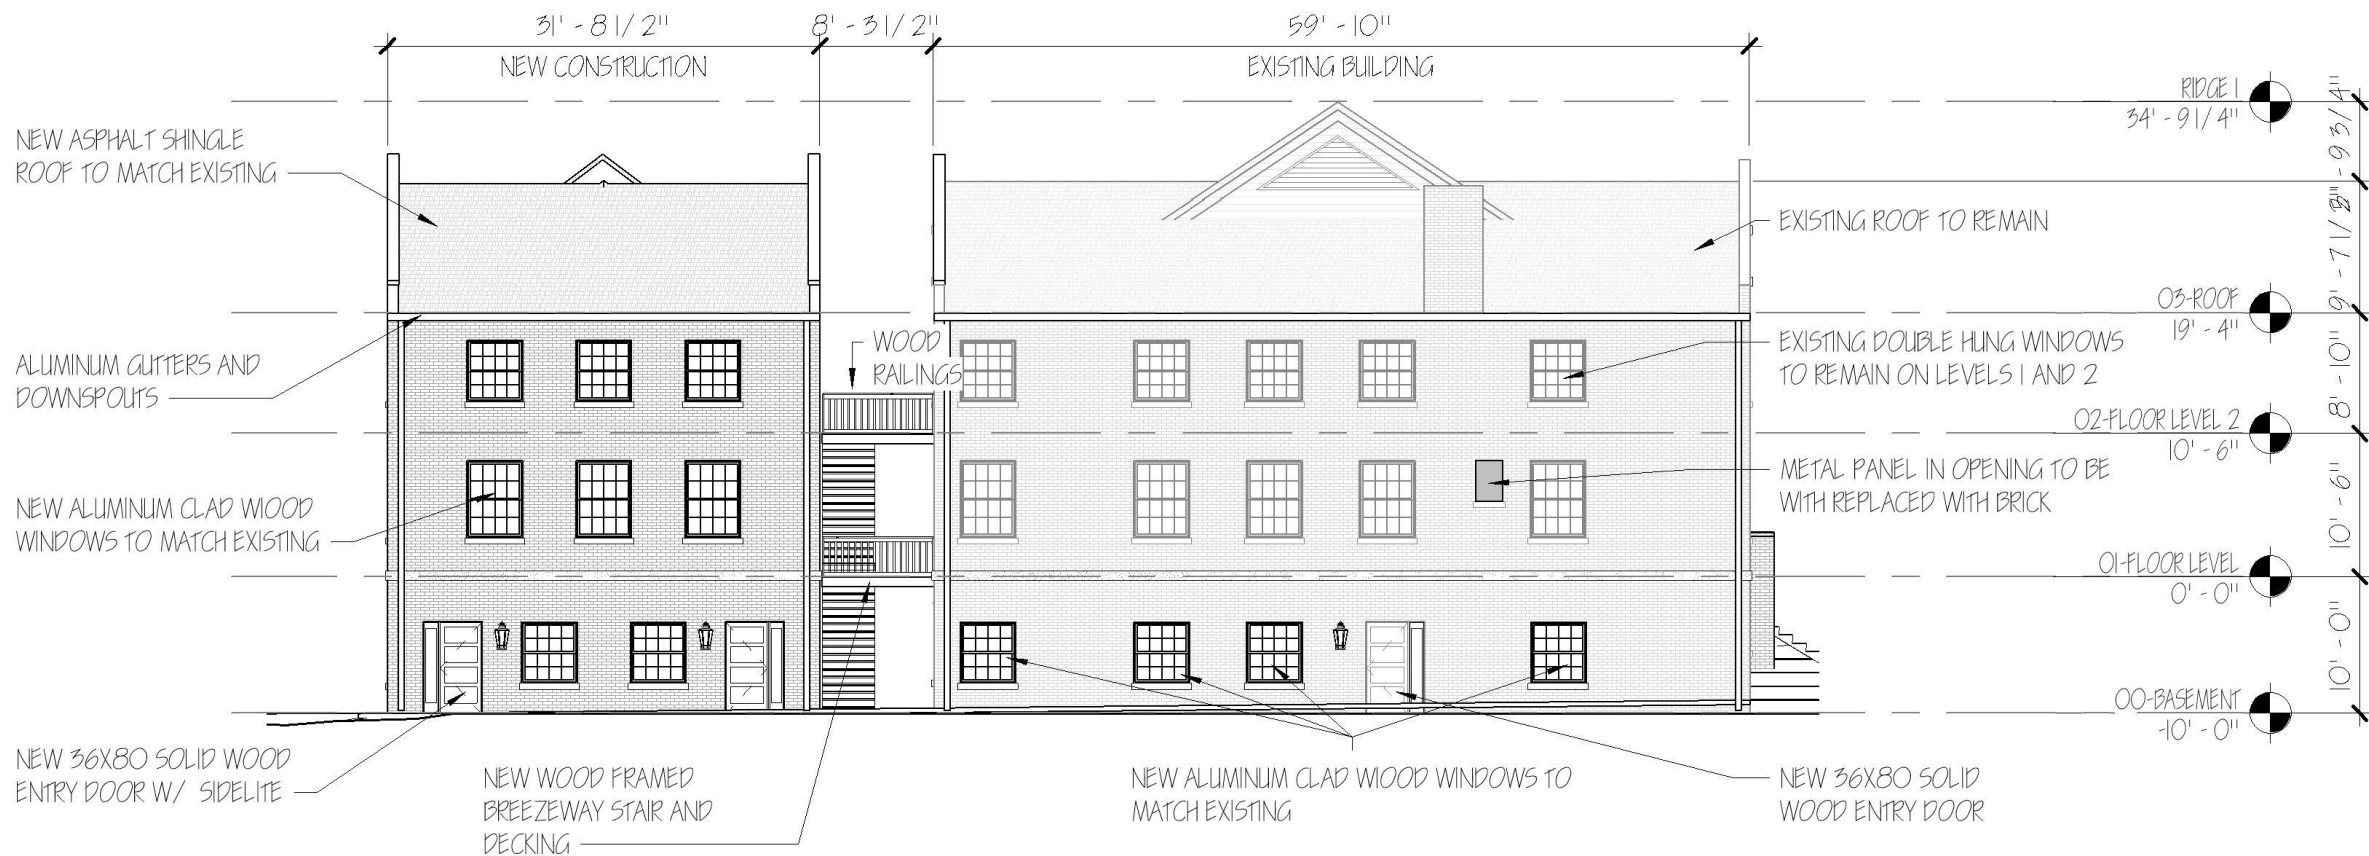 31' - 8 1/2"
8' - 3 1/2"
59' - 10"
NEW CONSTRUCTION
EXISTING BUILDING
RIDGE 1
34' - 9 1/4"
NEW ASPHALT SHINGLE
ROOF TO MATCH EXISTING
EXISTING ROOF TO REMAIN
03-ROOF
19' - 4"
ALUMINUM GUTTERS AND
DOWNSPOUTS
WOOD
RAILINGS
EXISTING DOUBLE HUNG WINDOWS
TO REMAIN ON LEVELS 1 AND 2
02-FLOOR LEVEL 2
10' - 6"
METAL PANEL IN OPENING TO BE
WITH REPLACED WITH BRICK
NEW ALUMINUM CLAD WIOOD
WINDOWS TO MATCH EXISTING
01-FLOOR LEVEL
0' - 0"
00-BASEMENT
-10' - 0"
8' - 10"
10' - 6"
10' - 0"
NEW 36X80 SOLID WOOD
ENTRY DOOR W/ SIDELITE
NEW WOOD FRAMED
BREEZEWAY STAIR AND
DECKING
NEW ALUMINUM CLAD WIOOD WINDOWS TO
MATCH EXISTING
NEW 36X80 SOLID
WOOD ENTRY DOOR